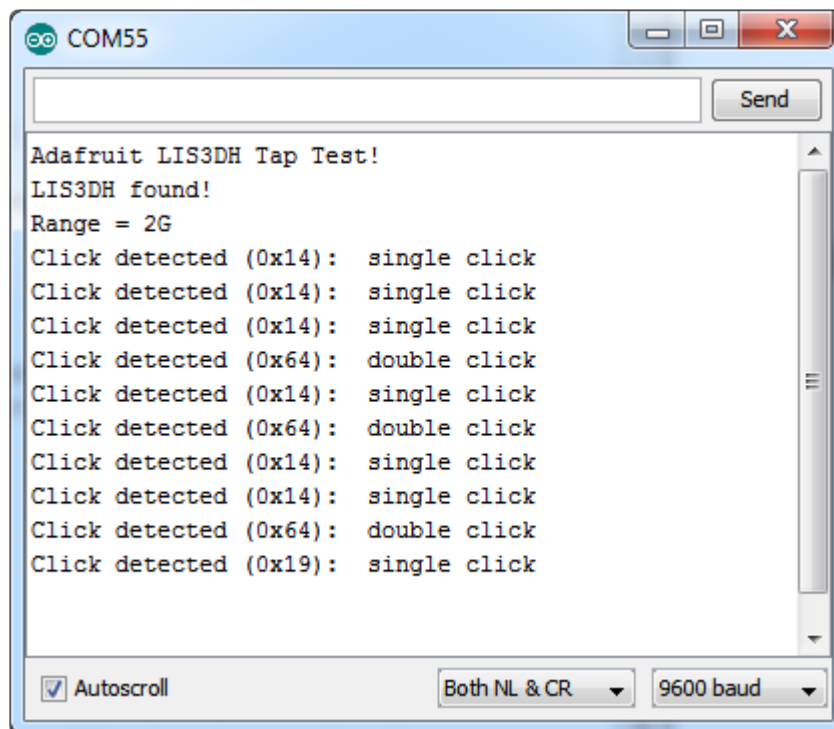 COM55
Send
Adafruit LIS3DH Tap Test!
LIS3DH found!
Range = 2G
Click detected (0x14):  single click
Click detected (0x14):  single click
Click detected (0x14):  single click
Click detected (0x64):  double click
Click detected (0x14):  single click
Click detected (0x64):  double click
Click detected (0x14):  single click
Click detected (0x14):  single click
Click detected (0x64):  double click
Click detected (0x19):  single click
Autoscroll Both NL & CR 9600 baud